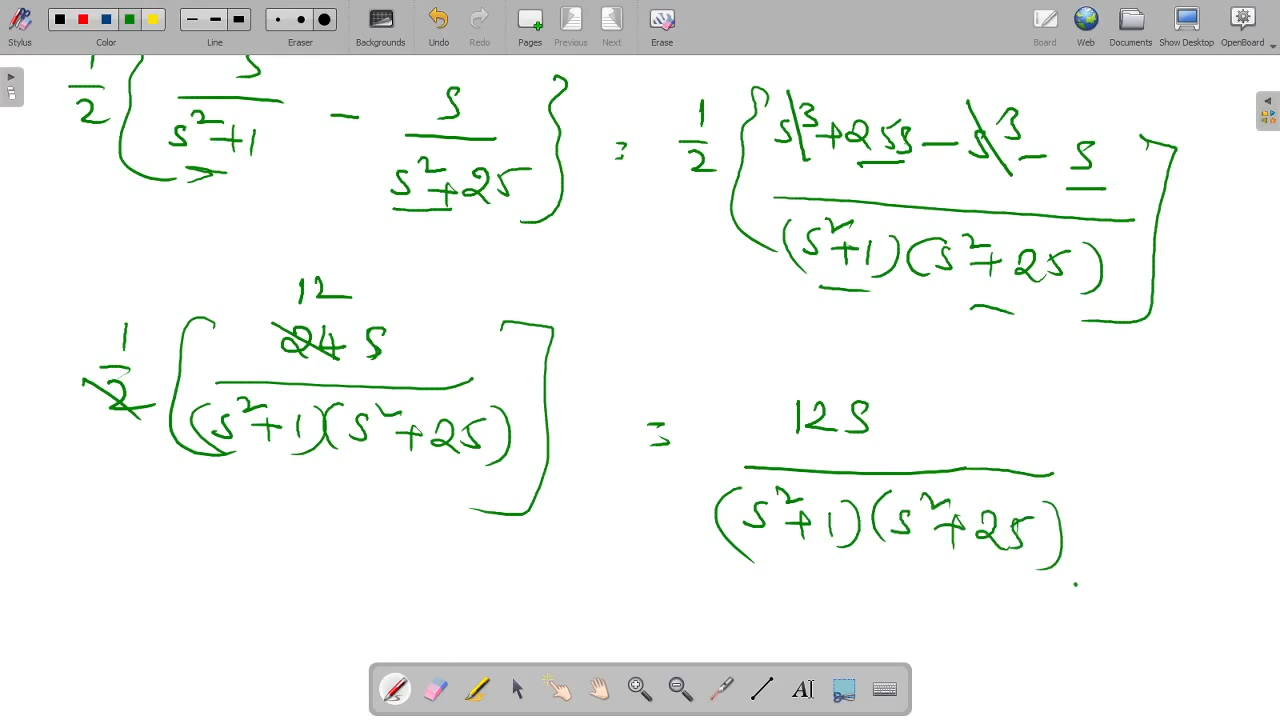 Stylus Color Line Eraser Backgrounds Undo Redo Pages Previous Next Erase Board Web Documents Show Desktop OpenBoard
1/2 { s/(s²+1) - s/(s²+25) } = 1/2 { (s³+25s-s³-s)/((s²+1)(s²+25)) ]
12
1/2 [ 24 s/((s²+1)(s²+25)) ] = 12 s/((s²+1)(s²+25)).